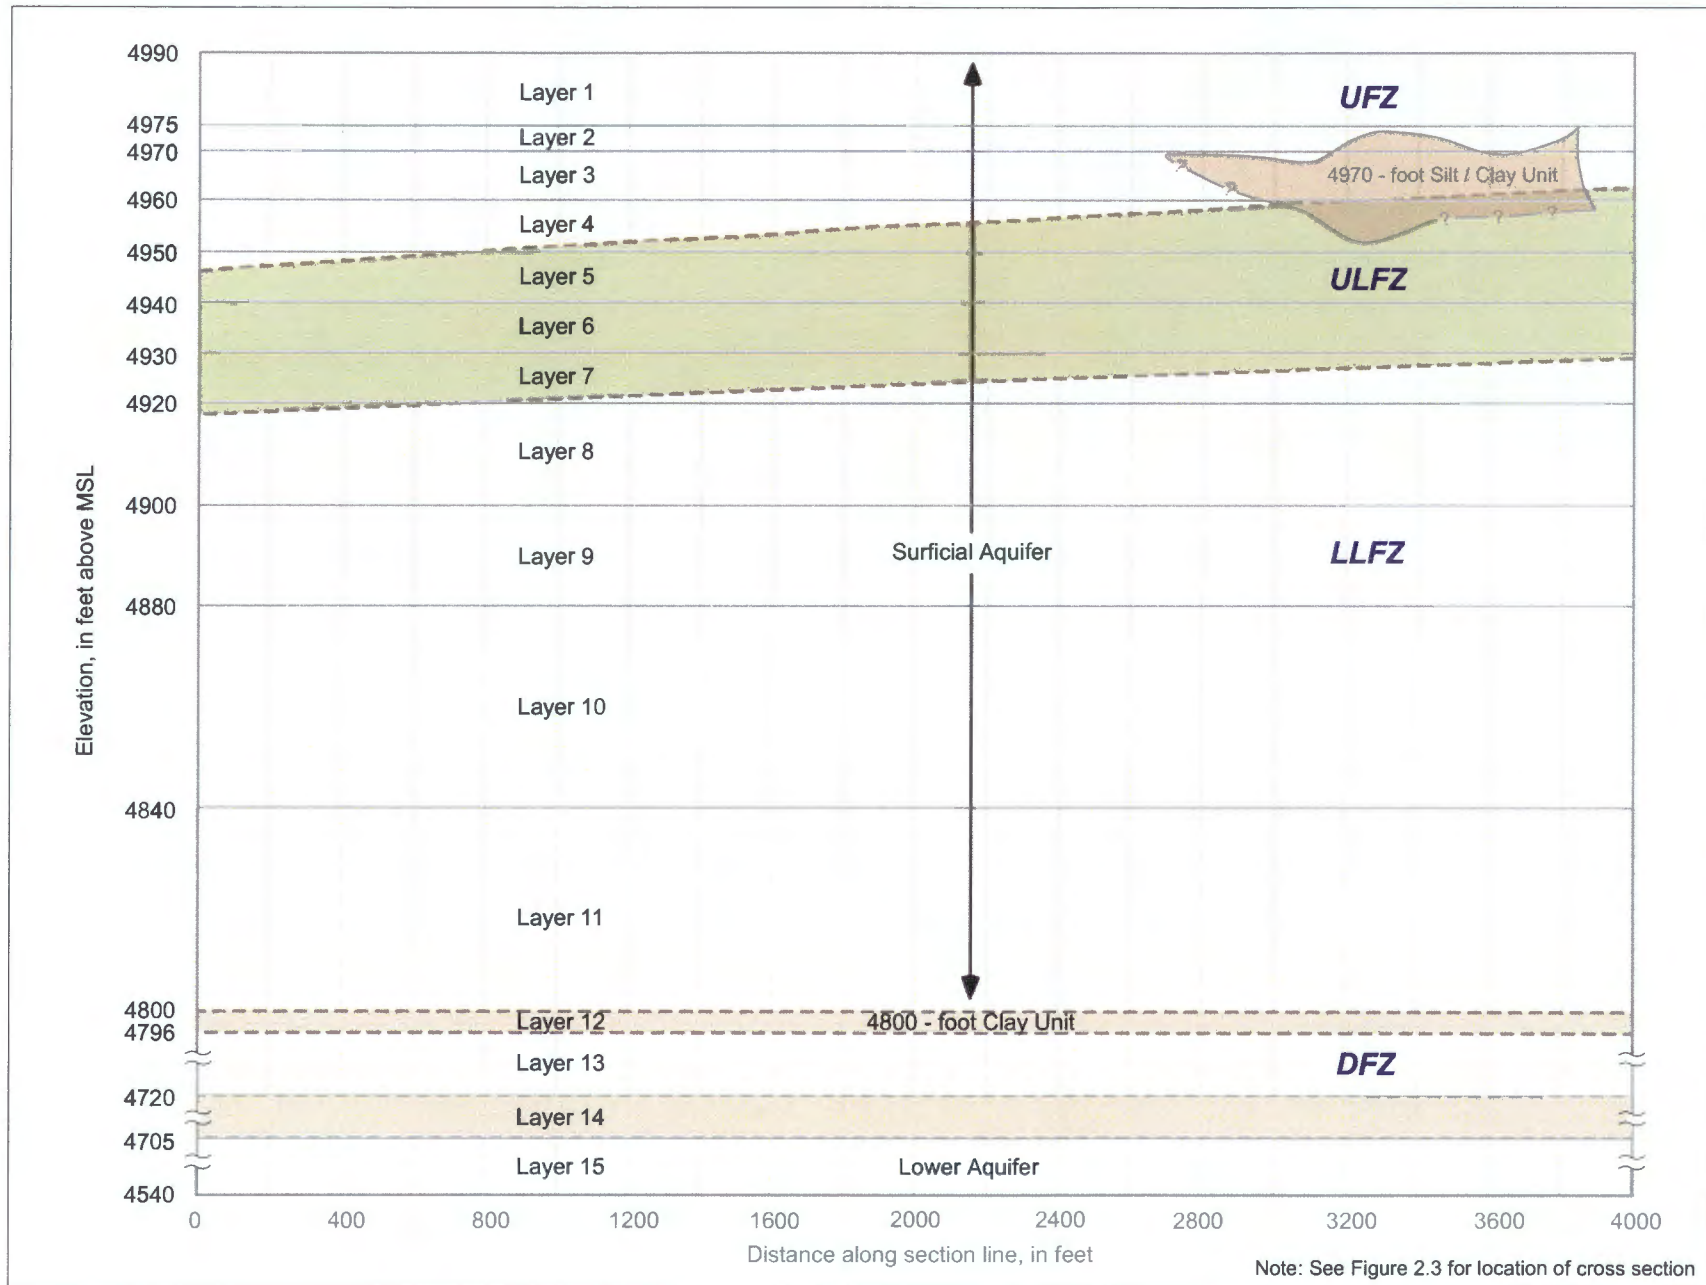 4990
Layer 1
UFZ
4975
Layer 2
4970
Layer 3
4970 - foot Silt / Clay Unit
4960
Layer 4
? ? ? ? ?
4950
Layer 5
ULFZ
4940
Layer 6
4930
Layer 7
4920
Layer 8
Elevation, in feet above MSL
4900
Layer 9
Surficial Aquifer
LLFZ
4880
Layer 10
4840
Layer 11
4800
Layer 12
4800 - foot Clay Unit
4796
Layer 13
DFZ
4720
Layer 14
4705
Layer 15
Lower Aquifer
4540
0 400 800 1200 1600 2000 2400 2800 3200 3600 4000
Distance along section line, in feet
Note: See Figure 2.3 for location of cross section